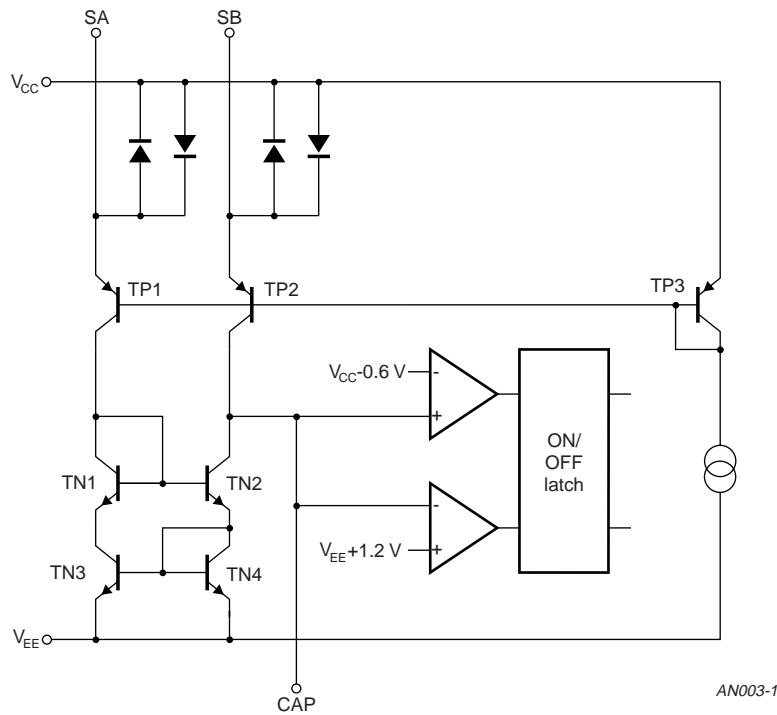 SA SB
VCC
TP1 TP2 TP3
VCC-0.6 V
-
+
ON/
OFF
latch
TN1 TN2
-
VEE+1.2 V
+
TN3 TN4
VEE
CAP
AN003-1